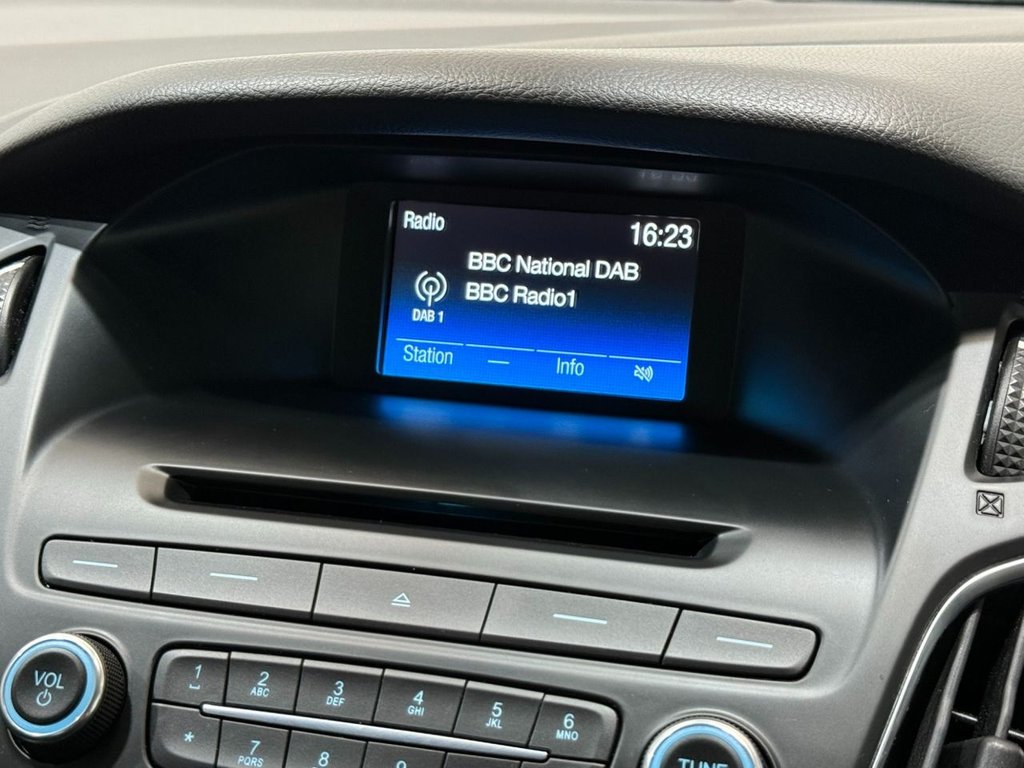 Radio
16:23
BBC National DAB
BBC Radio1
DAB 1
Station
—
Info
VOL
1
2
ABC
3
DEF
4
GHI
5
JKL
6
MNO
*
7
PQRS
8
9
TUNE